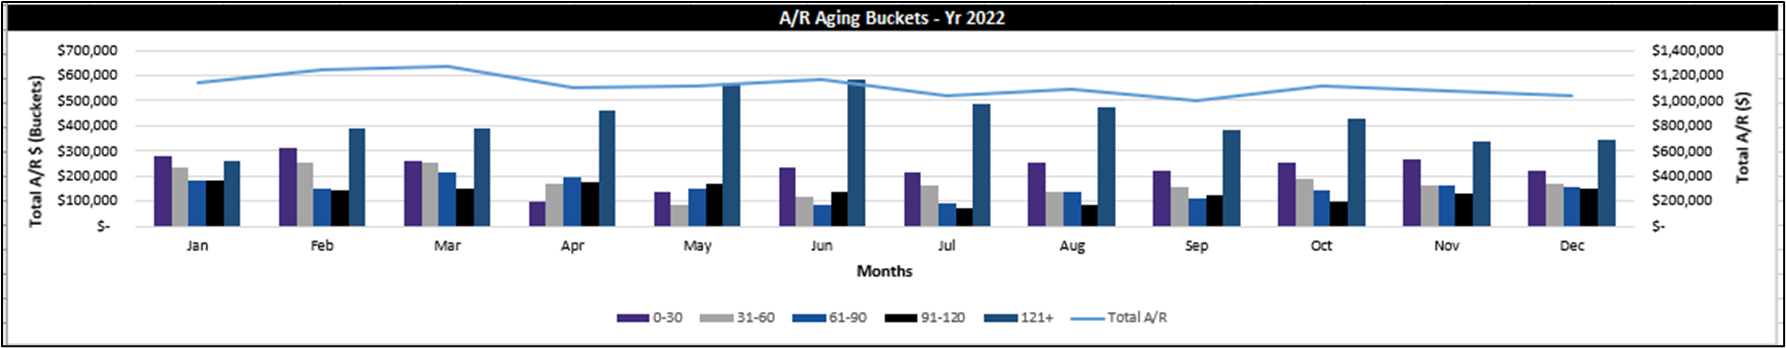 A/R Aging Buckets - Yr 2022
Total A/R $ (Buckets)
$700,000
$600,000
$500,000
$400,000
$300,000
$200,000
$100,000
$-
$1,400,000
$1,200,000
$1,000,000
$800,000
$600,000
$400,000
$200,000
$-
Total A/R ($)
Jan Feb Mar Apr May Jun Jul Aug Sep Oct Nov Dec
Months
0-30 31-60 61-90 91-120 121+ Total A/R